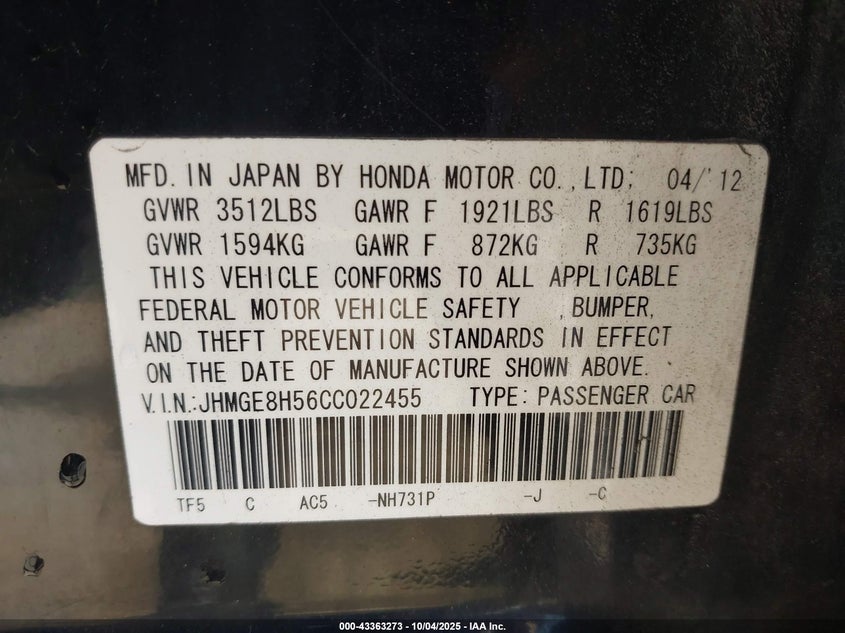 MFD. IN JAPAN BY HONDA MOTOR CO.,LTD; 04/'12
GVWR 3512LBS GAWR F 1921LBS R 1619LBS
GVWR 1594KG GAWR F 872KG R 735KG
THIS VEHICLE CONFORMS TO ALL APPLICABLE
FEDERAL MOTOR VEHICLE SAFETY ,BUMPER,
AND THEFT PREVENTION STANDARDS IN EFFECT
ON THE DATE OF MANUFACTURE SHOWN ABOVE.
V.I.N.:JHMGE8H56CC022455 TYPE: PASSENGER CAR
TF5 C AC5 -NH731P -J -C
000-43363273 - 10/04/2025 - IAA Inc.